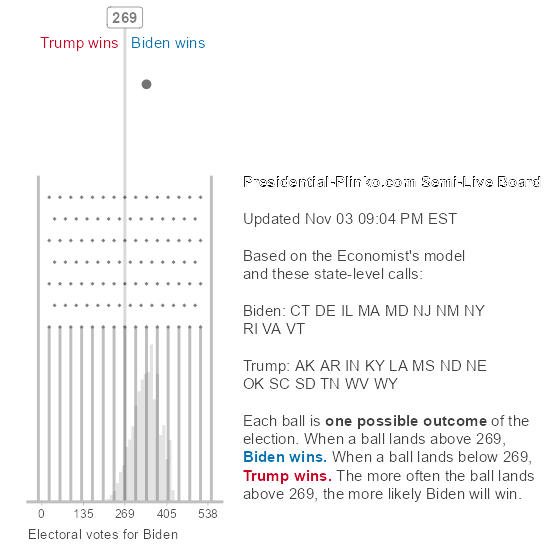 269
Trump wins Biden wins
Presidential-Plinko.com Semi-Live Board
Updated Nov 03 09:04 PM EST
Based on the Economist's model
and these state-level calls:
Biden: CT DE IL MA MD NJ NM NY
RI VA VT
Trump: AK AR IN KY LA MS ND NE
OK SC SD TN WV WY
Each ball is one possible outcome of the
election. When a ball lands above 269,
Biden wins. When a ball lands below 269,
Trump wins. The more often the ball lands
above 269, the more likely Biden will win.
0 135 269 405 538
Electoral votes for Biden